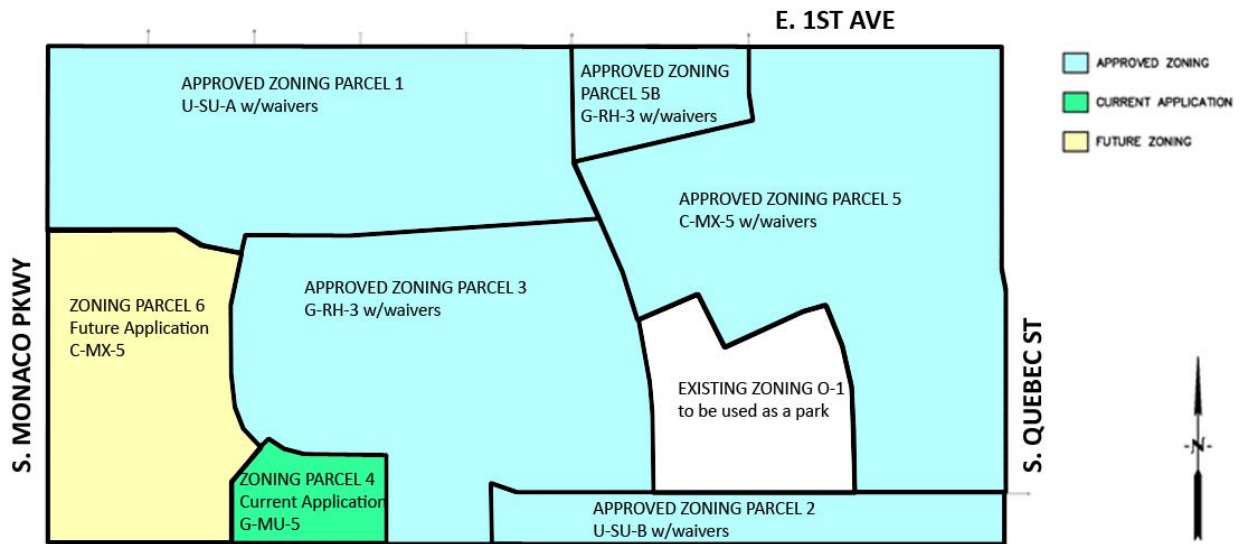 E. 1ST AVE
APPROVED ZONING PARCEL 1
U-SU-A w/waivers
APPROVED ZONING
PARCEL 5B
G-RH-3 w/waivers
APPROVED ZONING
CURRENT APPLICATION
FUTURE ZONING
APPROVED ZONING PARCEL 5
C-MX-5 w/waivers
S. MONACO PKWY
ZONING PARCEL 6
Future Application
C-MX-5
APPROVED ZONING PARCEL 3
G-RH-3 w/waivers
EXISTING ZONING O-1
to be used as a park
S. QUEBEC ST
N
ZONING PARCEL 4
Current Application
G-MU-5
APPROVED ZONING PARCEL 2
U-SU-B w/waivers